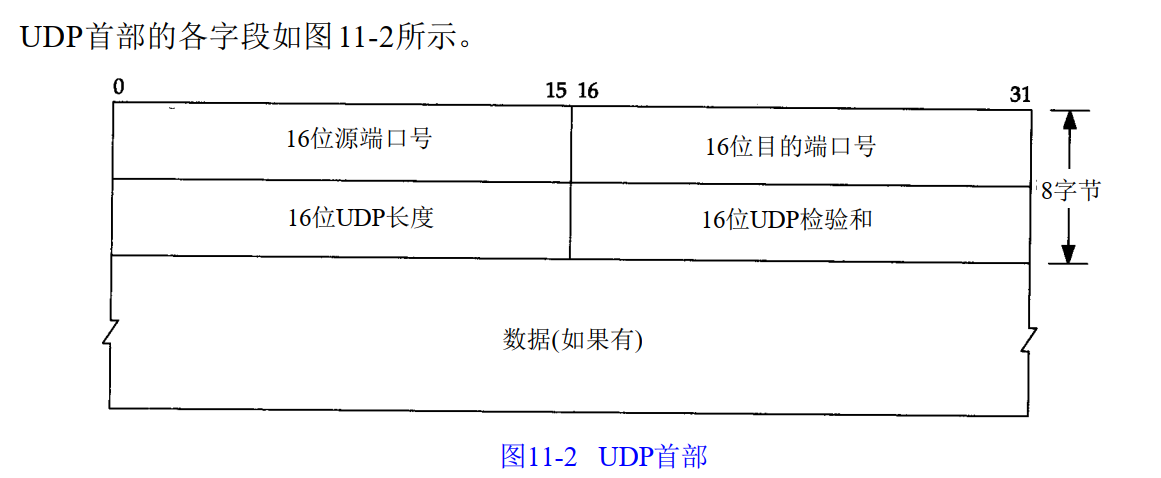 UDP首部的各字段如图11-2所示。
0 15 16 31
16位源端口号 16位目的端口号
8字节
16位UDP长度 16位UDP检验和
数据(如果有)
图11-2 UDP首部